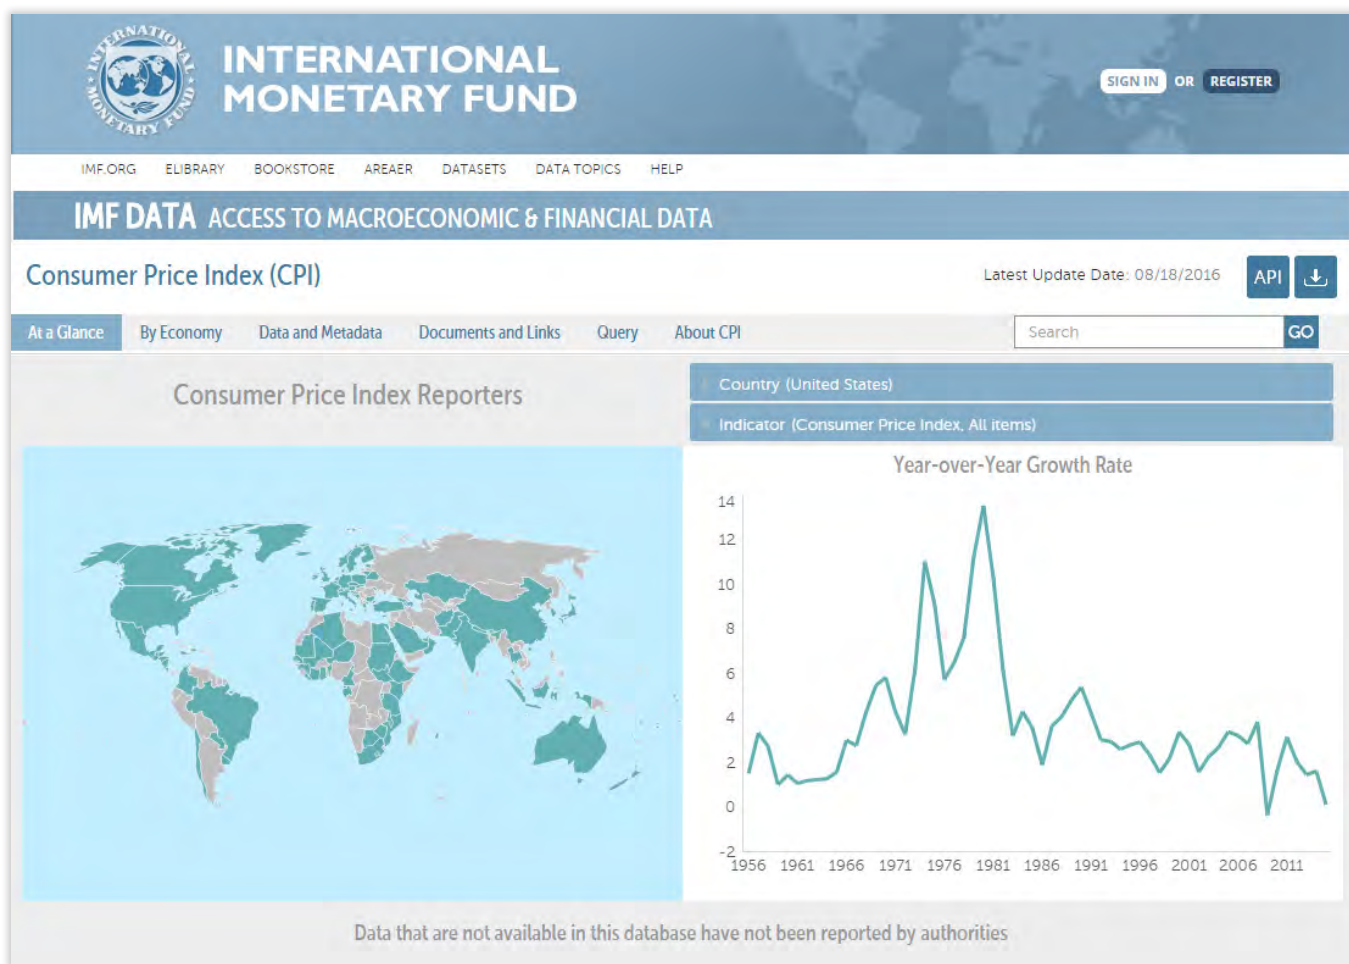 INTERNATIONAL
MONETARY FUND
INTERNATIONAL MONETARY FUND
SIGN IN OR REGISTER
IMF.ORG ELIBRARY BOOKSTORE AREAER DATASETS DATA TOPICS HELP
IMF DATA ACCESS TO MACROECONOMIC & FINANCIAL DATA
Consumer Price Index (CPI)
Latest Update Date: 08/18/2016 API
At a Glance By Economy Data and Metadata Documents and Links Query About CPI
Search GO
Consumer Price Index Reporters
Country (United States)
Indicator (Consumer Price Index, All items)
Year-over-Year Growth Rate
14
12
10
8
6
4
2
0
-2
1956 1961 1966 1971 1976 1981 1986 1991 1996 2001 2006 2011
Data that are not available in this database have not been reported by authorities